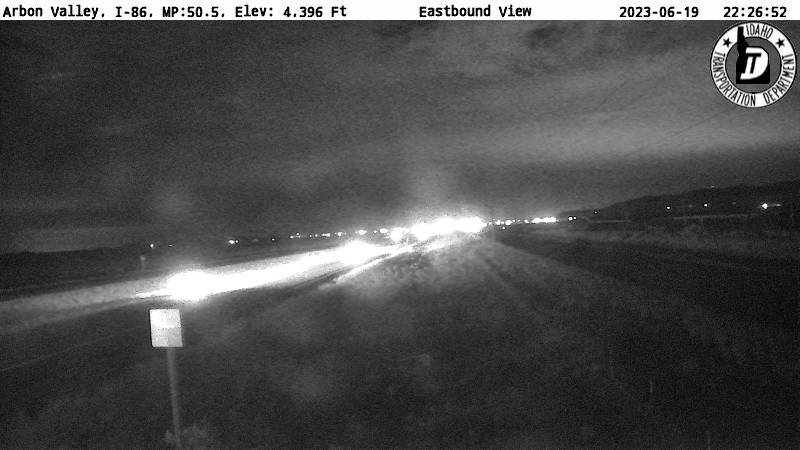 Arbon Valley, I-86, MP:50.5, Elev: 4,396 Ft Eastbound View 2023-06-19 22:26:52
IDAHO
TRANSPORTATION DEPARTMENT